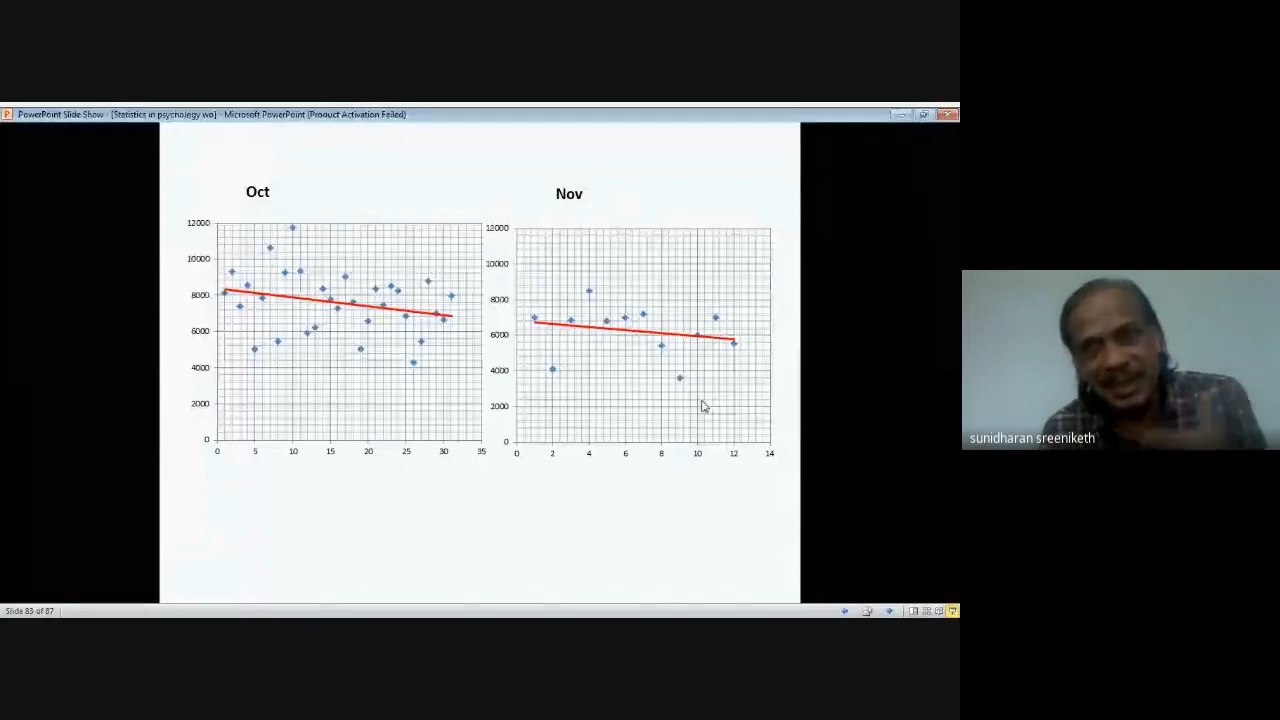 PowerPoint Slide Show - [Statistics in psychology wo] - Microsoft PowerPoint (Product Activation Failed)
Oct
Nov
12000
10000
8000
6000
4000
2000
0
0 5 10 15 20 25 30 35
12000
10000
8000
6000
4000
2000
0
0 2 4 6 8 10 12 14
sunidharan sreeniketh
Slide 83 of 87